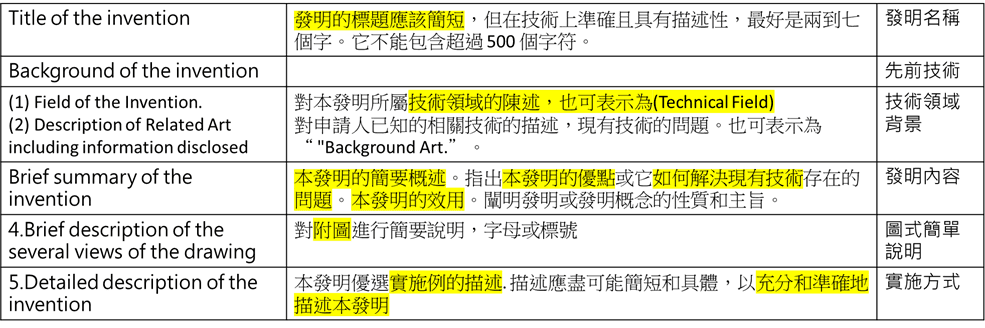 Title of the invention
發明的標題應該簡短，但在技術上準確且具有描述性，最好是兩到七
個字。它不能包含超過 500 個字符。
發明名稱
Background of the invention
先前技術
(1) Field of the Invention.
(2) Description of Related Art
including information disclosed
對本發明所屬技術領域的陳述，也可表示為(Technical Field)
對申請人已知的相關技術的描述，現有技術的問題。也可表示為
“ "Background Art.” 。
技術領域
背景
Brief summary of the
invention
本發明的簡要概述。指出本發明的優點或它如何解決現有技術存在的
問題。本發明的效用。闡明發明或發明概念的性質和主旨。
發明內容
4.Brief description of the
several views of the drawing
對附圖進行簡要說明，字母或標號
圖式簡單
說明
5.Detailed description of the
invention
本發明優選實施例的描述. 描述應盡可能簡短和具體，以充分和準確地
描述本發明
實施方式